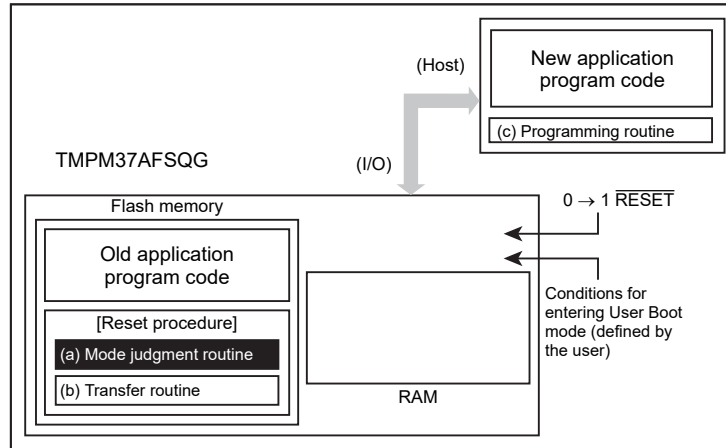 New application
program code
(Host)
(c) Programming routine
TMPM37AFSQG
(I/O)
Flash memory
0 → 1 RESET
Old application
program code
Conditions for
entering User Boot
mode (defined by
the user)
[Reset procedure]
(a) Mode judgment routine
(b) Transfer routine
RAM